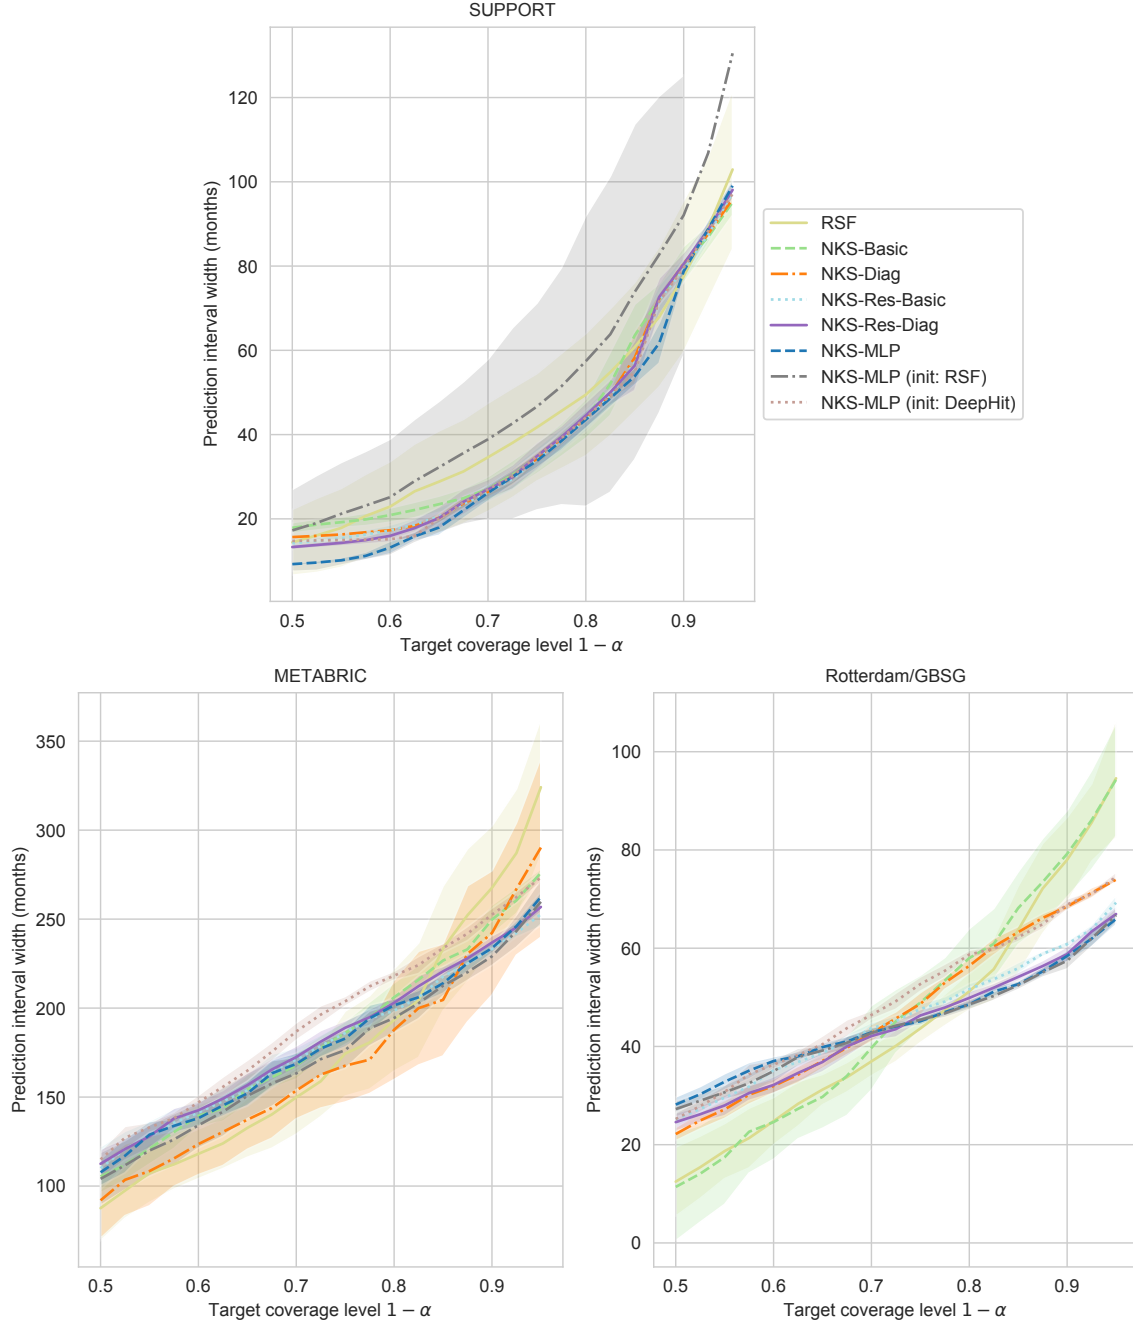 SUPPORT
120
100
80
60
40
20
Prediction interval width (months)
0.5 0.6 0.7 0.8 0.9
Target coverage level 1 − α
RSF
NKS-Basic
NKS-Diag
NKS-Res-Basic
NKS-Res-Diag
NKS-MLP
NKS-MLP (init: RSF)
NKS-MLP (init: DeepHit)
METABRIC
350
300
250
200
150
100
Prediction interval width (months)
0.5 0.6 0.7 0.8 0.9
Target coverage level 1 − α
Rotterdam/GBSG
100
80
60
40
20
0
Prediction interval width (months)
0.5 0.6 0.7 0.8 0.9
Target coverage level 1 − α